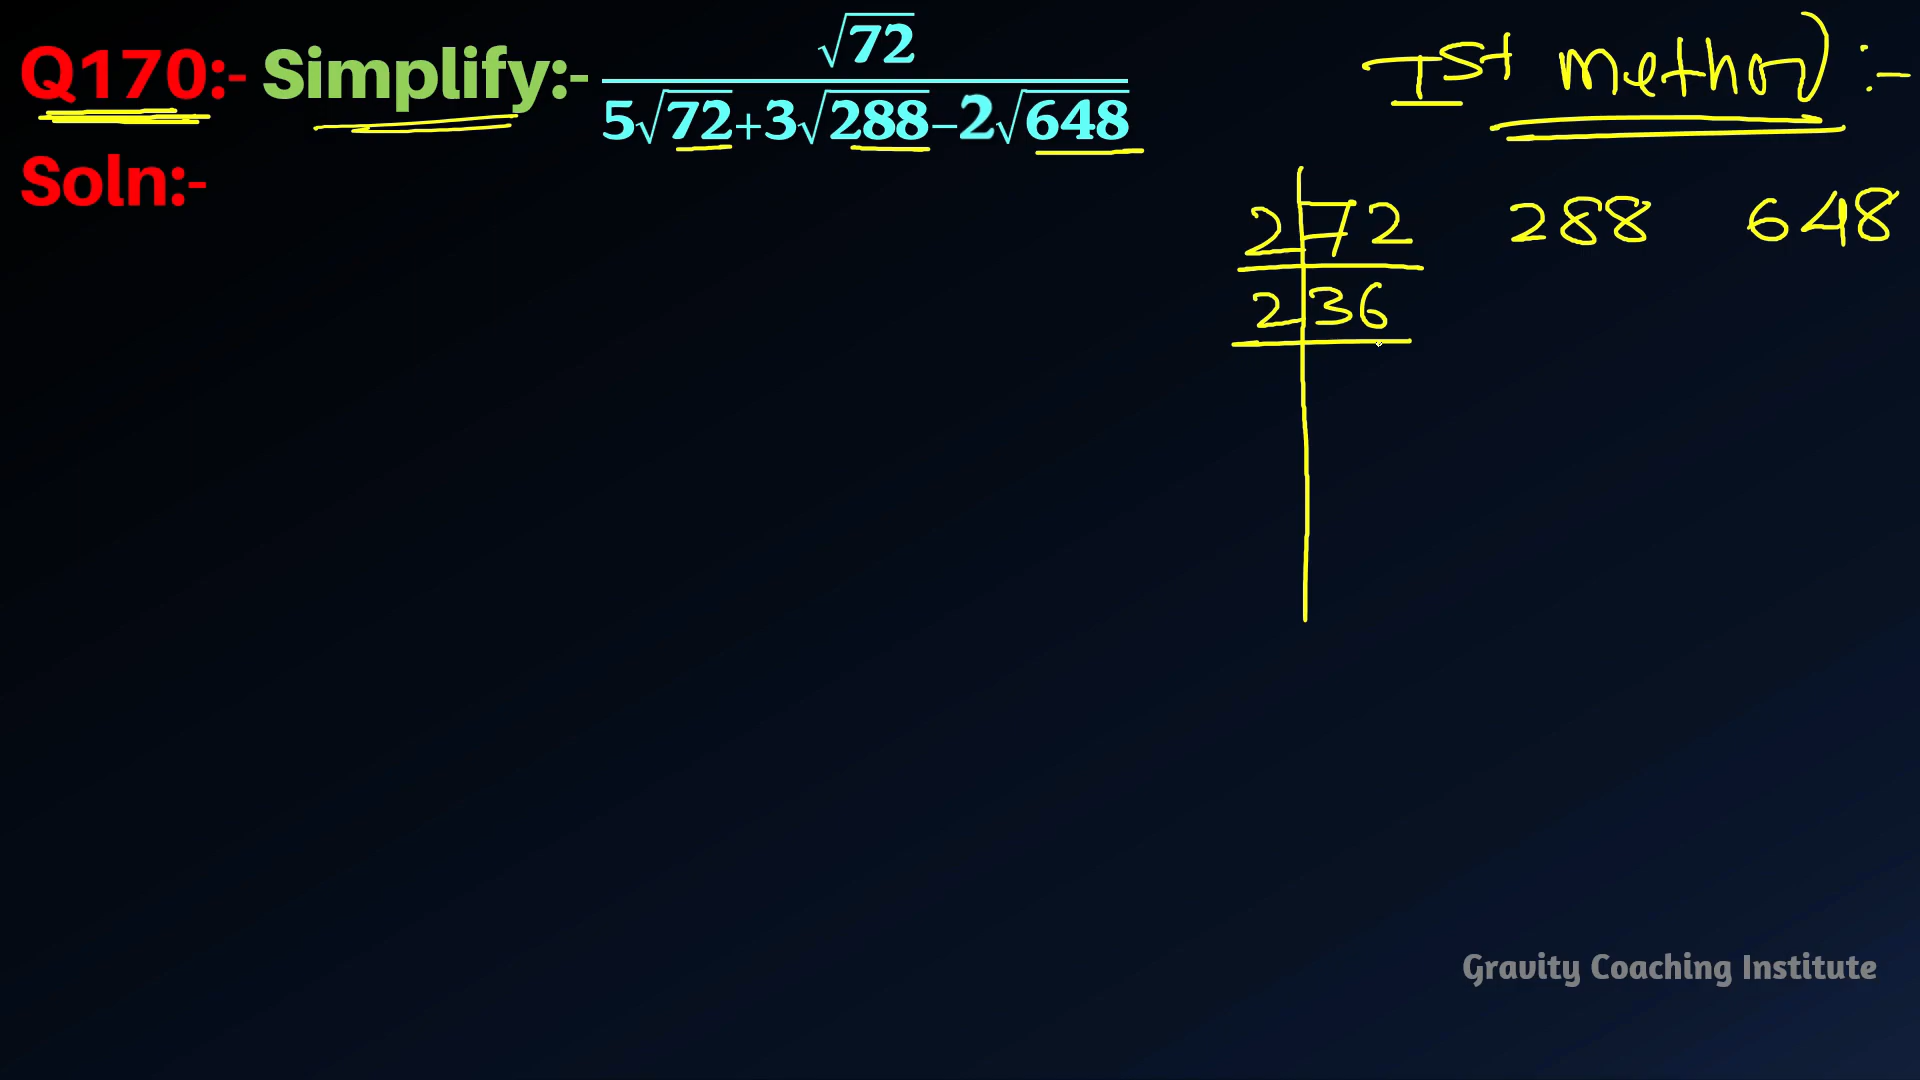 Q170:- Simplify:- √72 / 5√72+3√288−2√648
Ist method :-
Soln:-
2 | 72 288 648
2 | 36
Gravity Coaching Institute